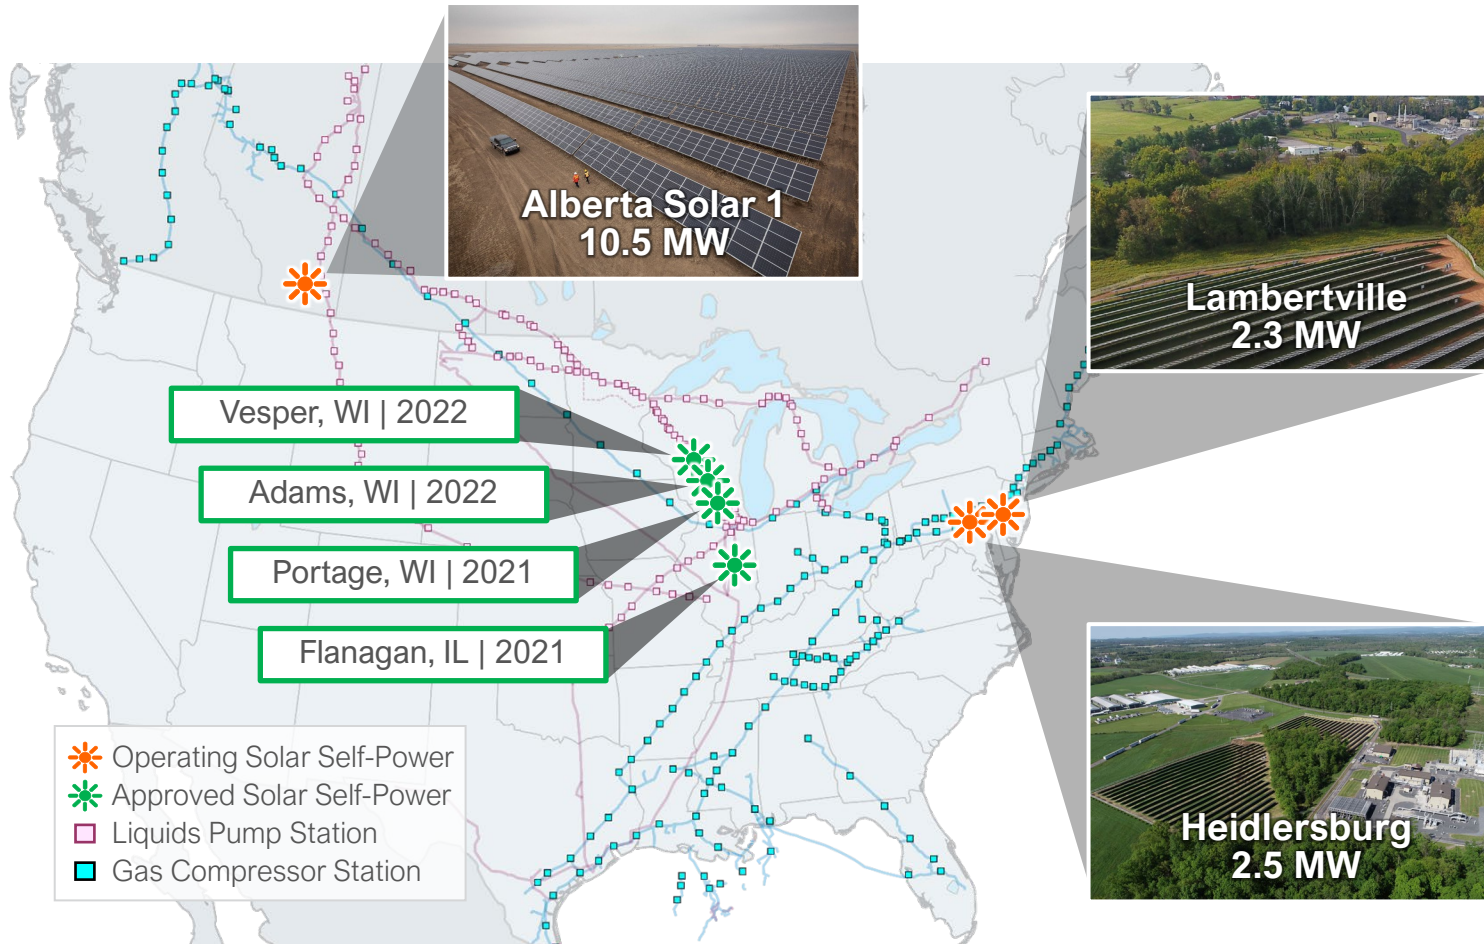 Alberta Solar 1
10.5 MW
Lambertville
2.3 MW
Vesper, WI | 2022
Adams, WI | 2022
Portage, WI | 2021
Flanagan, IL | 2021
Operating Solar Self-Power
Approved Solar Self-Power
Liquids Pump Station
Gas Compressor Station
Heidlersburg
2.5 MW